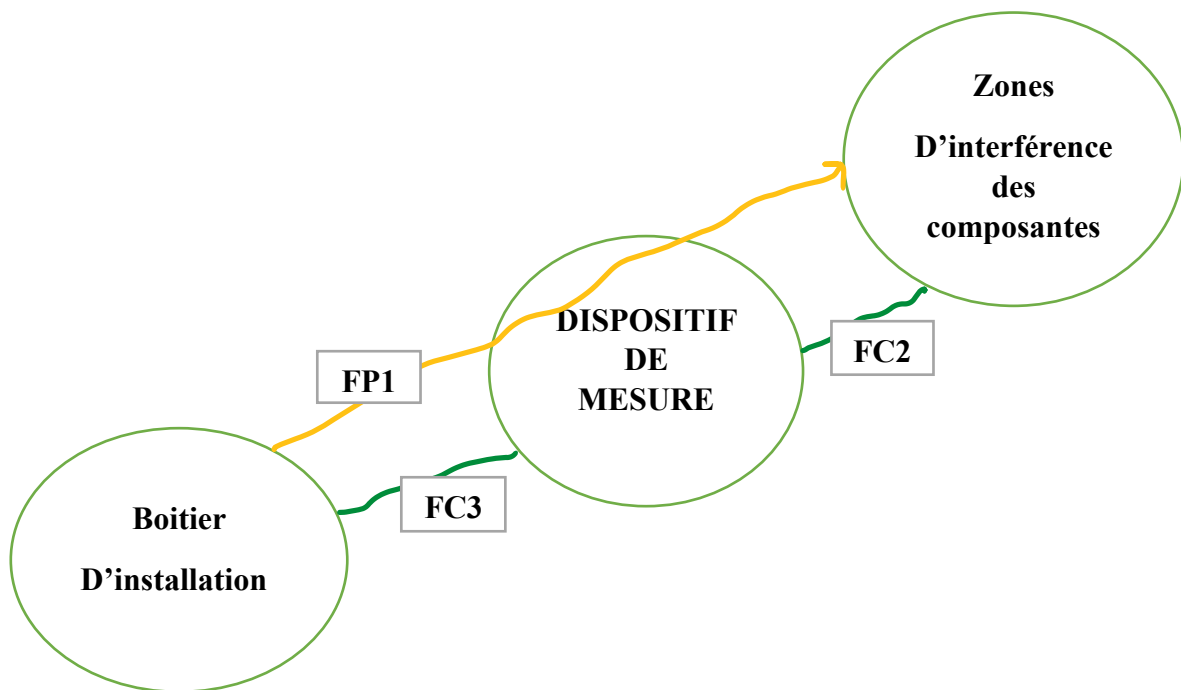 Zones
D’interférence
des
composantes
DISPOSITIF
DE
MESURE
FC2
FP1
FC3
Boitier
D’installation